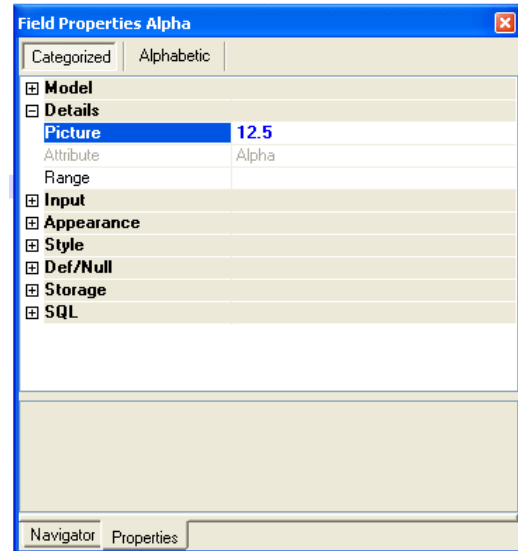 Field Properties Alpha
Categorized Alphabetic
Model
Details
Picture 12.5
Attribute Alpha
Range
Input
Appearance
Style
Def/Null
Storage
SQL
Navigator Properties